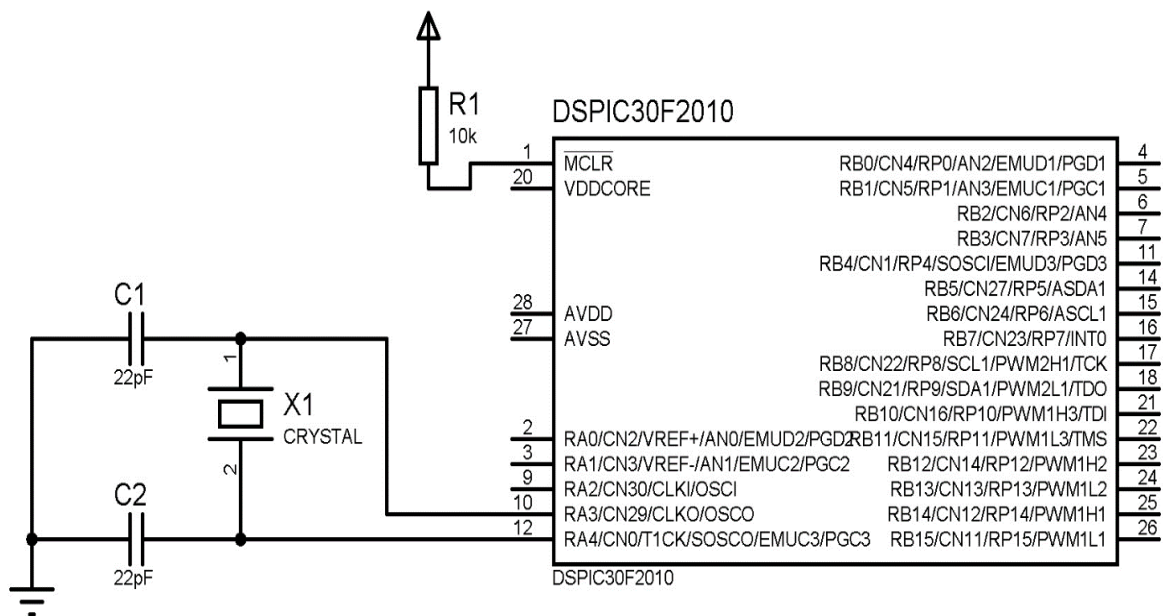 R1
10k
DSPIC30F2010
1
MCLR
20
VDDCORE
28
AVDD
27
AVSS
2
RA0/CN2/VREF+/AN0/EMUD2/PGD2
3
RA1/CN3/VREF-/AN1/EMUC2/PGC2
9
RA2/CN30/CLKI/OSCI
10
RA3/CN29/CLKO/OSCO
12
RA4/CN0/T1CK/SOSCO/EMUC3/PGC3
RB0/CN4/RP0/AN2/EMUD1/PGD1
4
RB1/CN5/RP1/AN3/EMUC1/PGC1
5
RB2/CN6/RP2/AN4
6
RB3/CN7/RP3/AN5
7
RB4/CN1/RP4/SOSCI/EMUD3/PGD3
11
RB5/CN27/RP5/ASDA1
14
RB6/CN24/RP6/ASCL1
15
RB7/CN23/RP7/INT0
16
RB8/CN22/RP8/SCL1/PWM2H1/TCK
17
RB9/CN21/RP9/SDA1/PWM2L1/TDO
18
RB10/CN16/RP10/PWM1H3/TDI
21
RB11/CN15/RP11/PWM1L3/TMS
22
RB12/CN14/RP12/PWM1H2
23
RB13/CN13/RP13/PWM1L2
24
RB14/CN12/RP14/PWM1H1
25
RB15/CN11/RP15/PWM1L1
26
DSPIC30F2010
C1
22pF
1
X1
CRYSTAL
2
C2
22pF